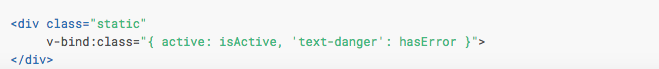 <div class="static"
     v-bind:class="{ active: isActive, 'text-danger': hasError }">
</div>